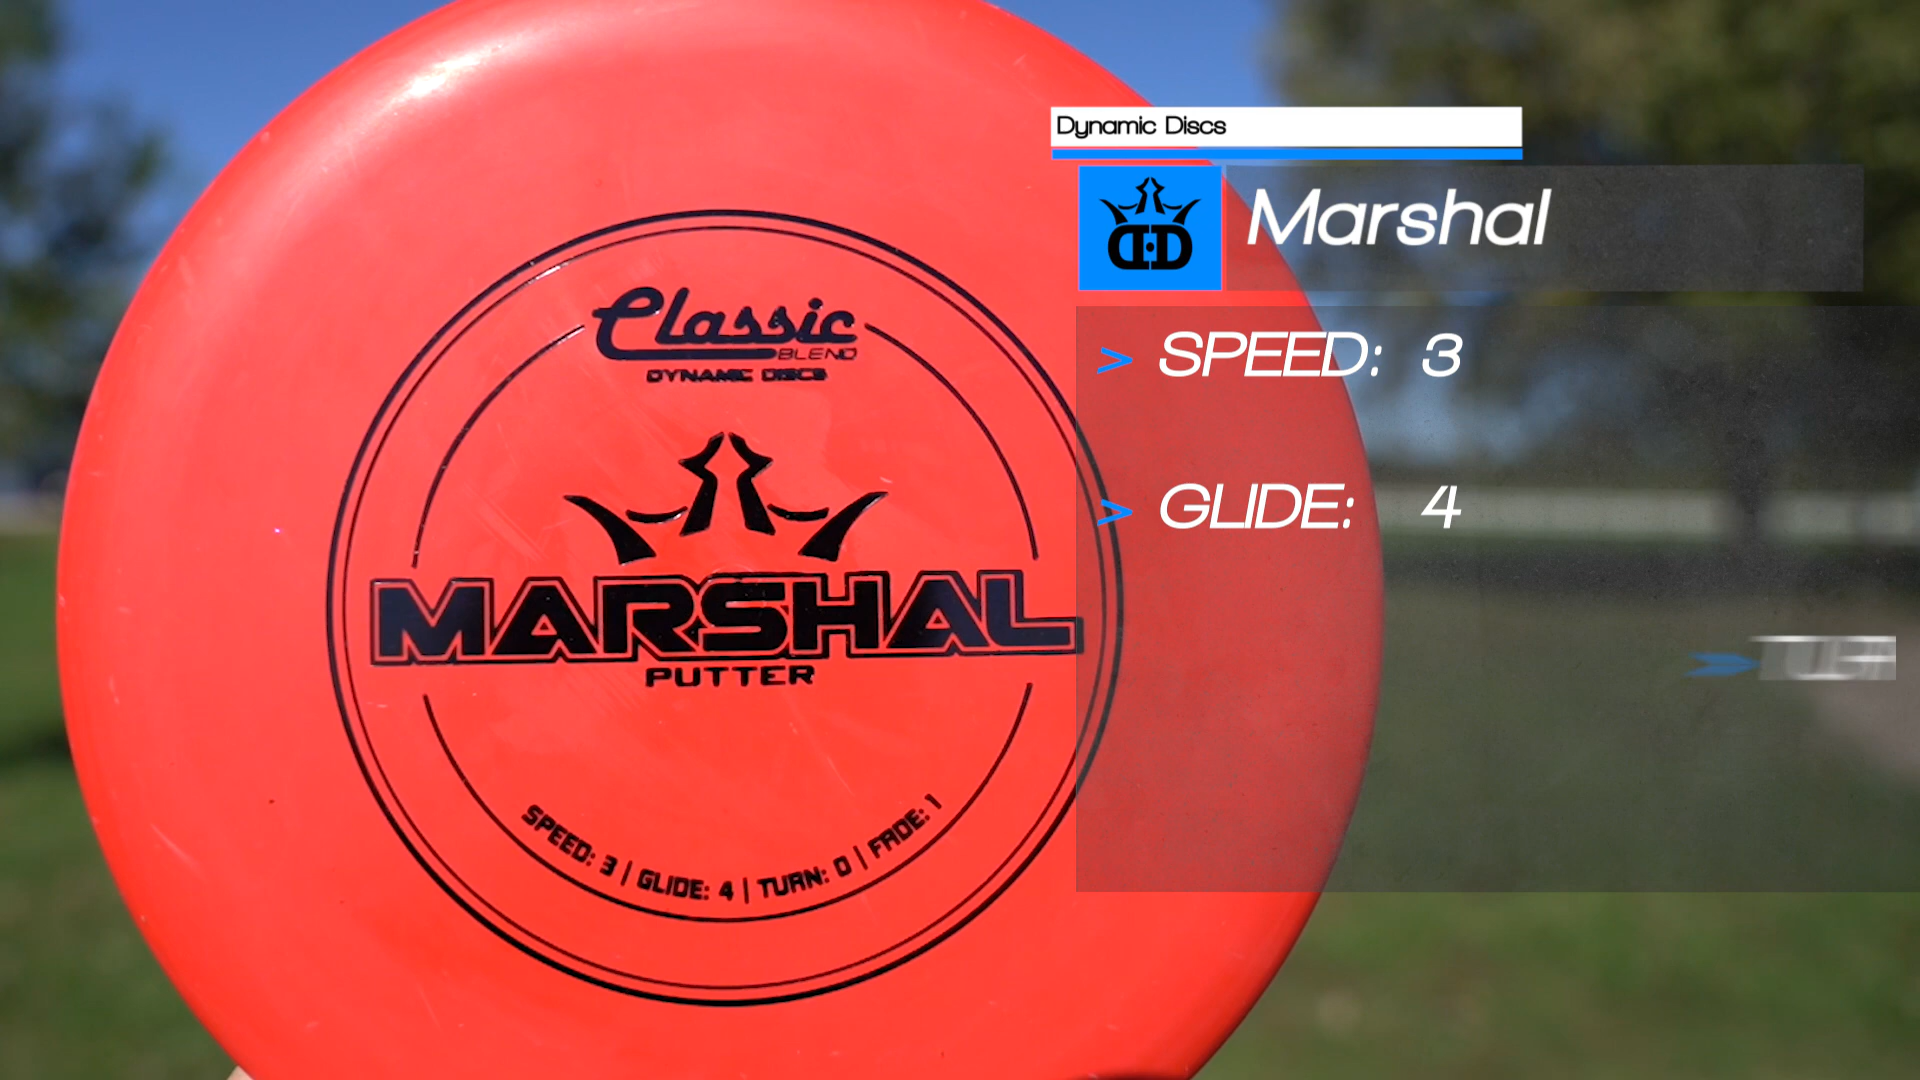 Classic
BLEND
DYNAMIC DISCS
MARSHAL
PUTTER
SPEED: 3 | GLIDE: 4 | TURN: 0 | FADE: 1
Dynamic Discs
DD
Marshal
> SPEED: 3
> GLIDE: 4